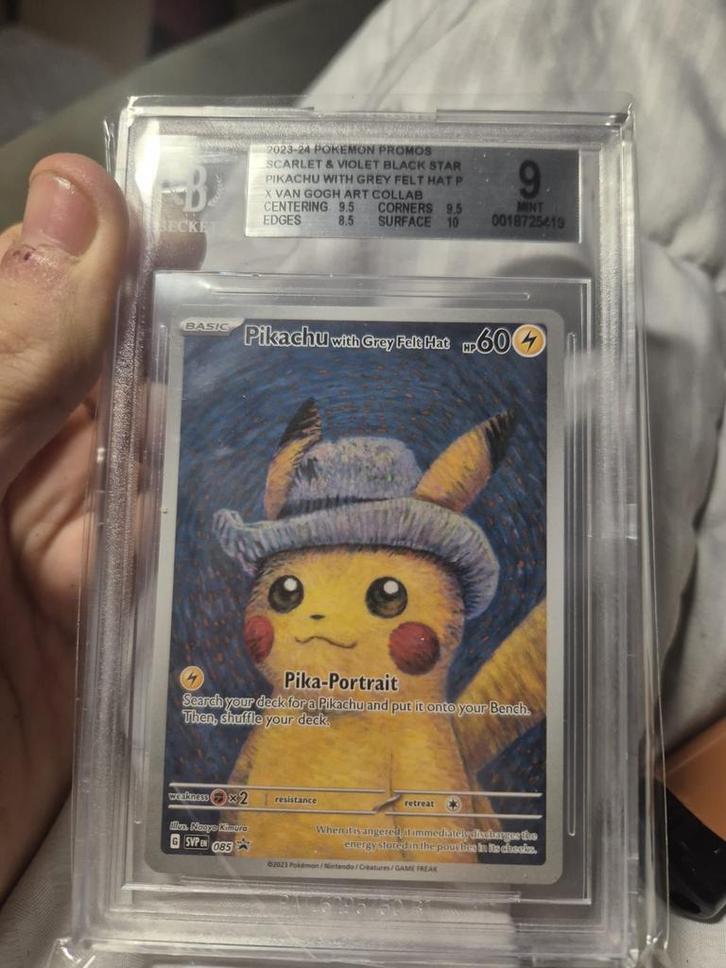 2023-24 POKEMON PROMOS
SCARLET & VIOLET BLACK STAR
PIKACHU WITH GREY FELT HAT P
X VAN GOGH ART COLLAB
CENTERING 9.5 CORNERS 9.5
EDGES 8.5 SURFACE 10
9
MINT
0018725419
BECKETT
BASIC
Pikachu with Grey Felt Hat HP 60
Pika-Portrait
Search your deck for a Pikachu and put it onto your Bench.
Then, shuffle your deck.
weakness ×2 resistance retreat
Illus. Naoyo Kimura
G SVP EN 085
When it is angered, it immediately discharges the
energy stored in the pouches in its cheeks.
©2023 Pokémon / Nintendo / Creatures / GAME FREAK